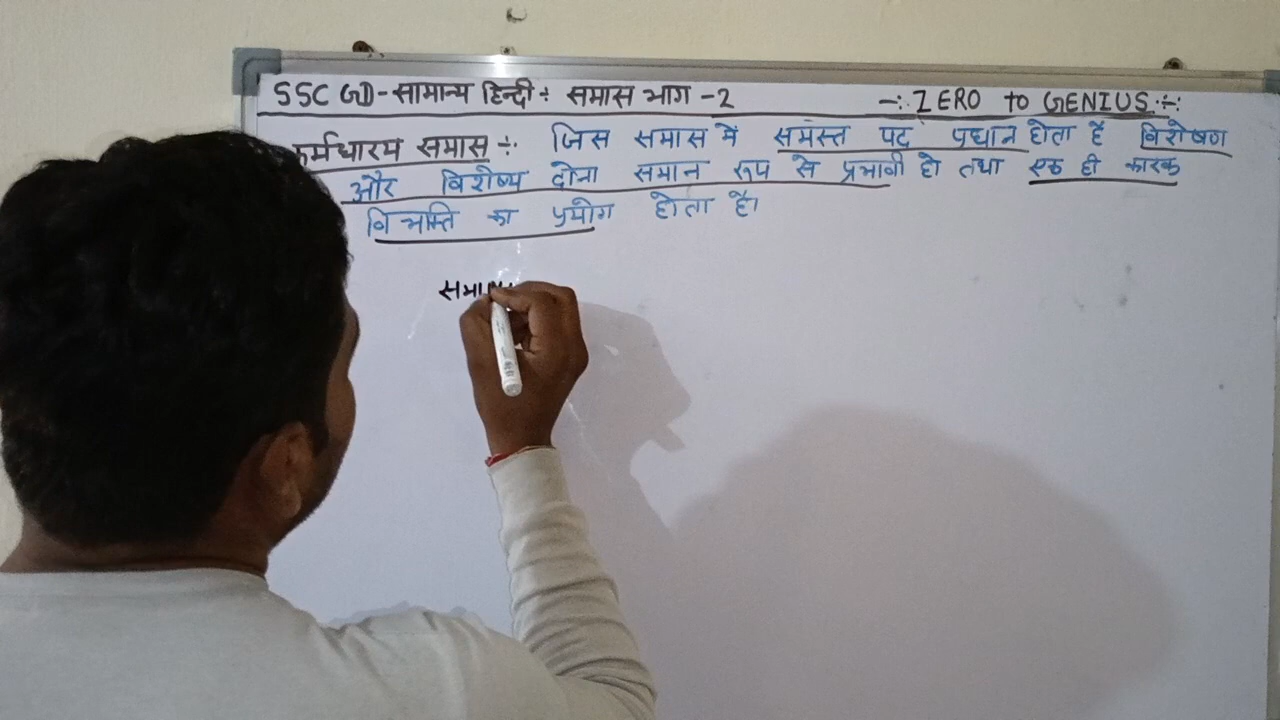 SSC GD-सामान्य हिन्दी ÷ समास भाग -2 -: ZERO to GENIUS :-
कर्मधारय समास ÷ जिस समास में समस्त पद प्रधान होता है विशेषण
और विशेष्य दोनो समान रूप से प्रभावी हो तथा एक ही कारक
विभक्ति का प्रयोग होता है।